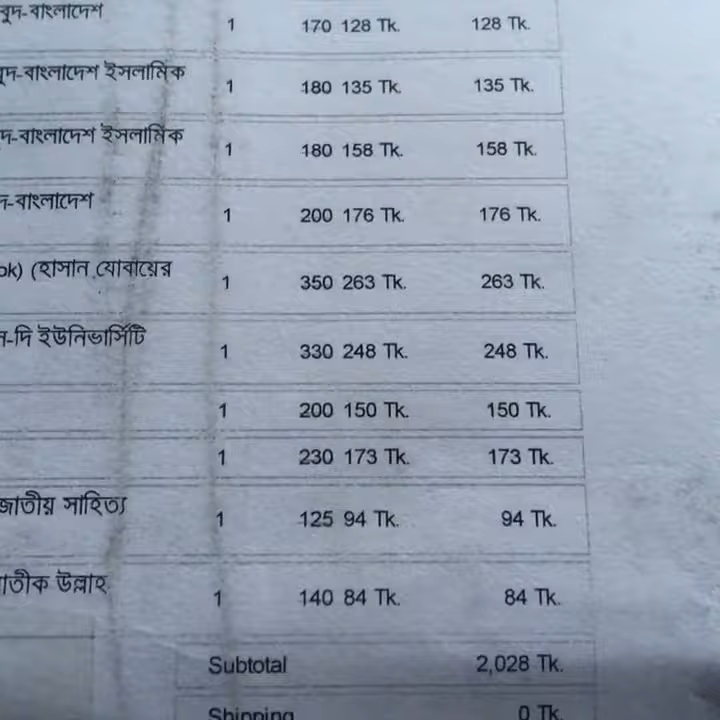 বুদ-বাংলাদেশ
1 170 128 Tk. 128 Tk.
বুদ-বাংলাদেশ ইসলামিক
1 180 135 Tk. 135 Tk.
দ-বাংলাদেশ ইসলামিক
1 180 158 Tk. 158 Tk.
বাংলাদেশ
1 200 176 Tk. 176 Tk.
ok) (হাসান যোবায়ের
1 350 263 Tk. 263 Tk.
ন-দি ইউনিভার্সিটি
1 330 248 Tk. 248 Tk.
1 200 150 Tk. 150 Tk.
1 230 173 Tk. 173 Tk.
জাতীয় সাহিত্য
1 125 94 Tk. 94 Tk.
াতীক উল্লাহ
1 140 84 Tk. 84 Tk.
Subtotal 2,028 Tk.
Shipping 0 Tk.